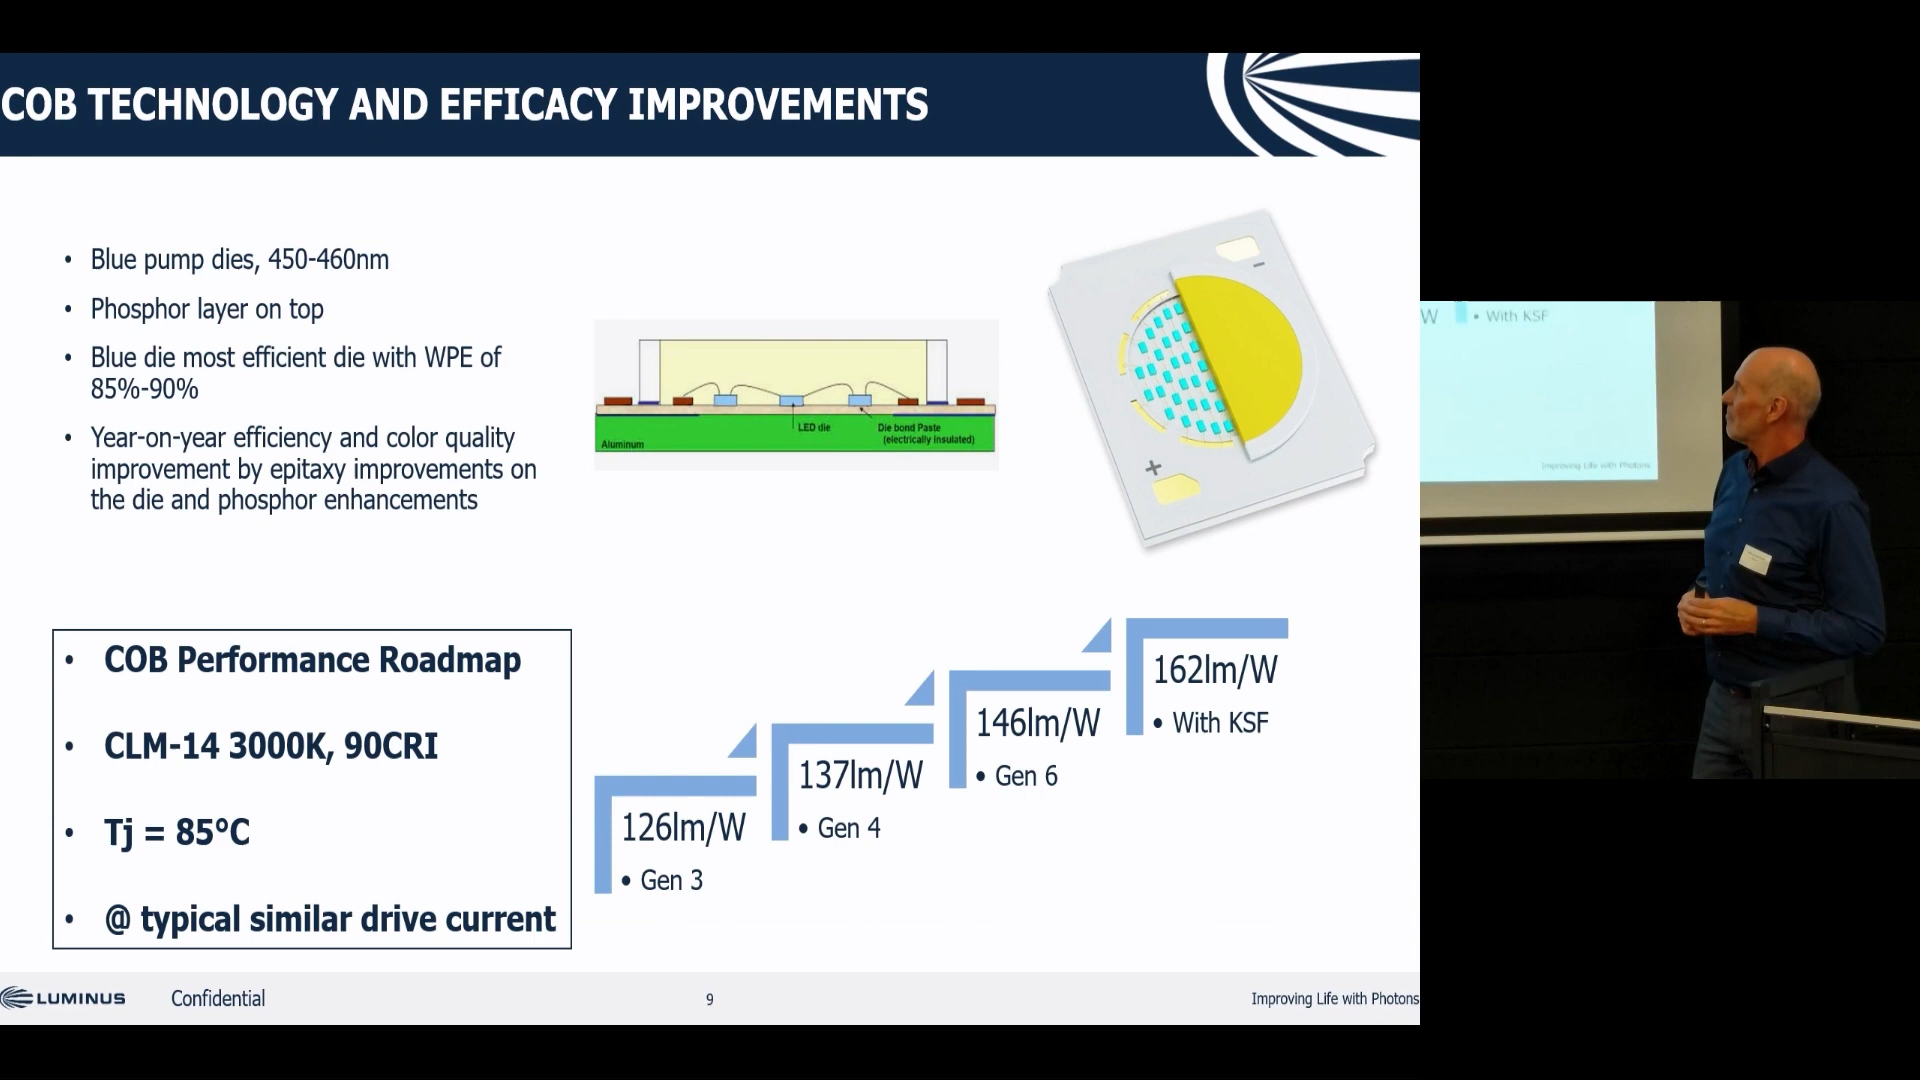 COB TECHNOLOGY AND EFFICACY IMPROVEMENTS
• Blue pump dies, 450-460nm
• Phosphor layer on top
• Blue die most efficient die with WPE of
85%-90%
• Year-on-year efficiency and color quality
improvement by epitaxy improvements on
the die and phosphor enhancements
LED die
Die bond Paste
(electrically insulated)
Aluminum
−
+
• COB Performance Roadmap
• CLM-14 3000K, 90CRI
• Tj = 85°C
• @ typical similar drive current
126lm/W
• Gen 3
137lm/W
• Gen 4
146lm/W
• Gen 6
162lm/W
• With KSF
LUMINUS
Confidential
9
Improving Life with Photons
W
• With KSF
Improving Life with Photons